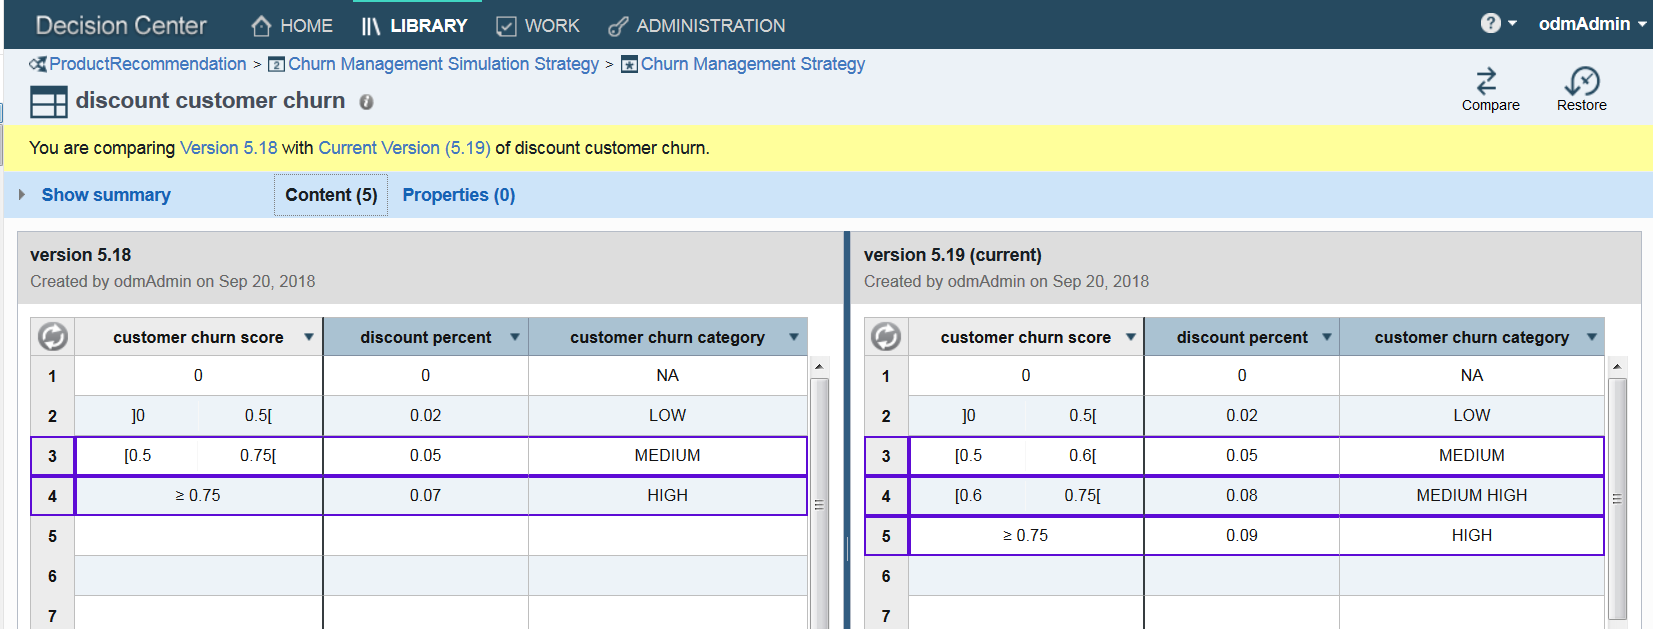 Decision Center HOME LIBRARY WORK ADMINISTRATION ? odmAdmin
ProductRecommendation > 2 Churn Management Simulation Strategy > Churn Management Strategy
discount customer churn i
Compare Restore
You are comparing Version 5.18 with Current Version (5.19) of discount customer churn.
Show summary Content (5) Properties (0)
version 5.18
Created by odmAdmin on Sep 20, 2018
customer churn score discount percent customer churn category
1 0 0 NA
2 ]0 0.5[ 0.02 LOW
3 [0.5 0.75[ 0.05 MEDIUM
4 ≥ 0.75 0.07 HIGH
5
6
7
version 5.19 (current)
Created by odmAdmin on Sep 20, 2018
customer churn score discount percent customer churn category
1 0 0 NA
2 ]0 0.5[ 0.02 LOW
3 [0.5 0.6[ 0.05 MEDIUM
4 [0.6 0.75[ 0.08 MEDIUM HIGH
5 ≥ 0.75 0.09 HIGH
6
7